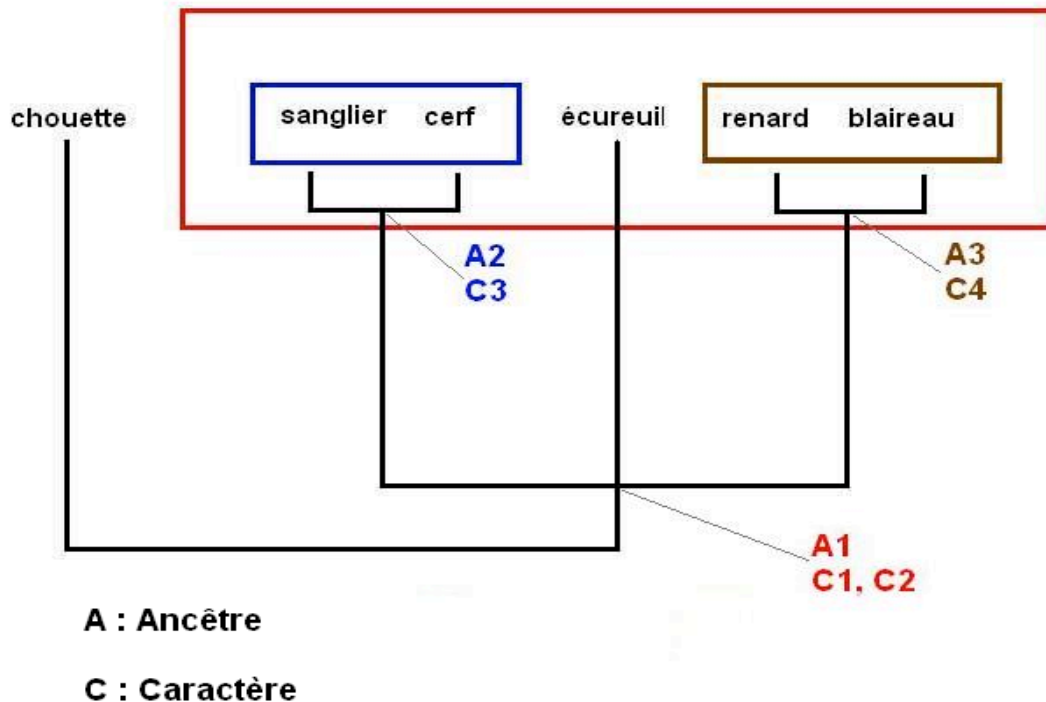 chouette sanglier cerf écureuil renard blaireau
A2
C3
A3
C4
A1
C1, C2
A : Ancêtre
C : Caractère